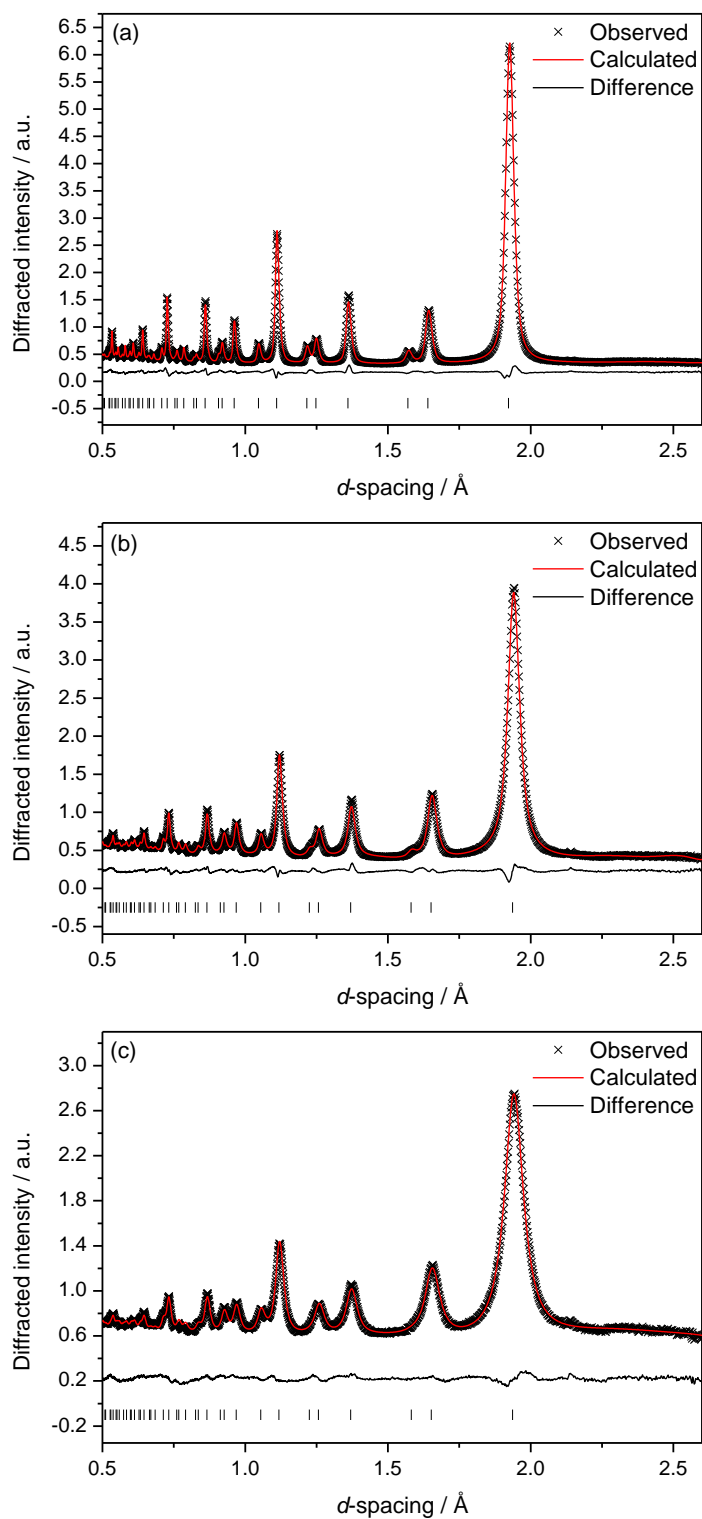 (a)
× Observed
Calculated
Difference
6.5
6.0
5.5
5.0
4.5
4.0
3.5
3.0
2.5
2.0
1.5
1.0
0.5
0.0
-0.5
Diffracted intensity / a.u.
0.5 1.0 1.5 2.0 2.5
d-spacing / Å
(b)
× Observed
Calculated
Difference
4.5
4.0
3.5
3.0
2.5
2.0
1.5
1.0
0.5
0.0
-0.5
Diffracted intensity / a.u.
0.5 1.0 1.5 2.0 2.5
d-spacing / Å
(c)
× Observed
Calculated
Difference
3.0
2.6
2.2
1.8
1.4
1.0
0.6
0.2
-0.2
Diffracted intensity / a.u.
0.5 1.0 1.5 2.0 2.5
d-spacing / Å